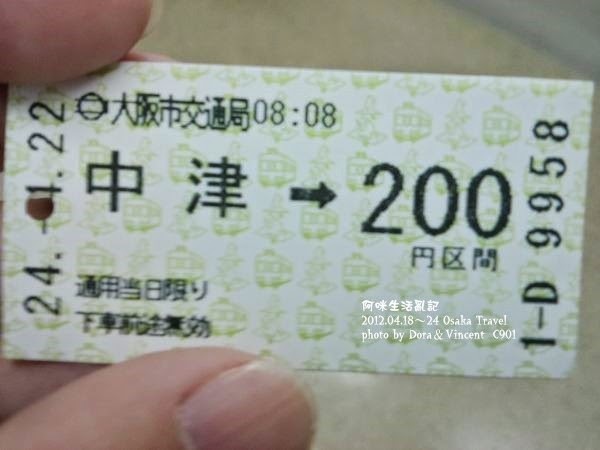 大阪市交通局08:08
中津➡200
円区間
通用当日限り
下車前途無効
24.-4.22
1-D 9958
阿咪生活亂記
2012.04.18～24 Osaka Travel
photo by Dora & Vincent C901